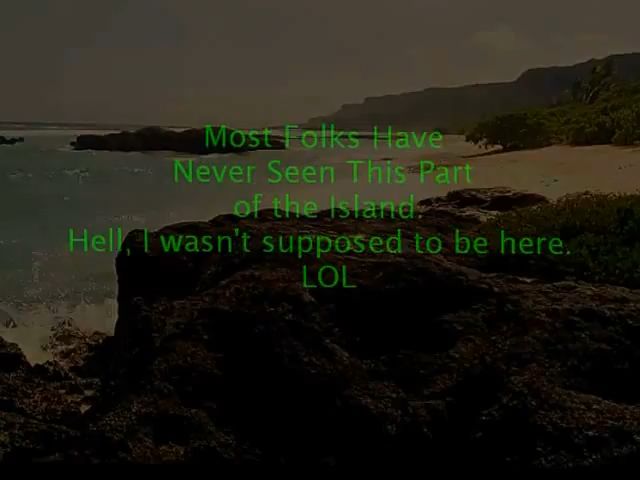 Most Folks Have
Never Seen This Part
of the Island.
Hell, I wasn't supposed to be here.
LOL